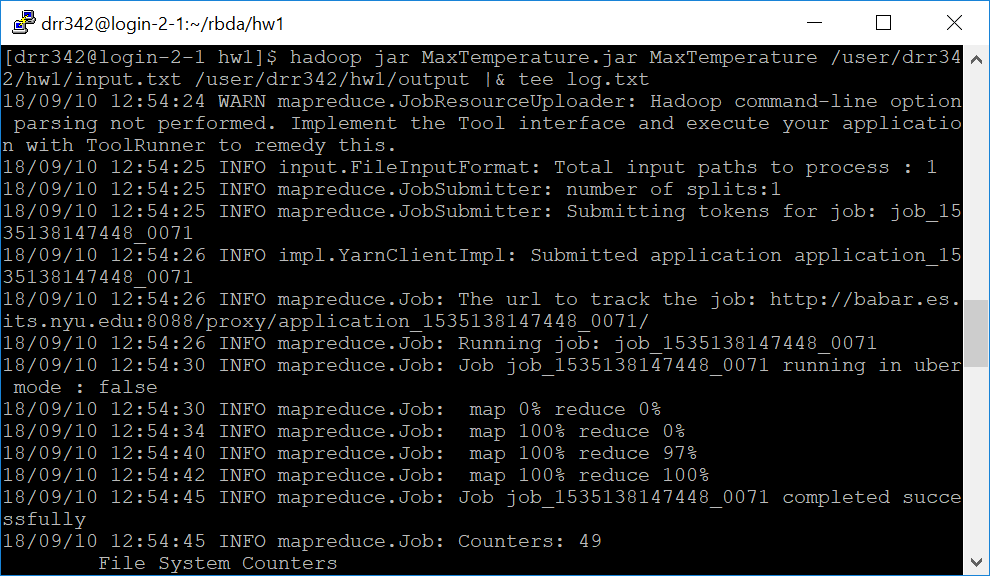 drr342@login-2-1:~/rbda/hw1
[drr342@login-2-1 hw1]$ hadoop jar MaxTemperature.jar MaxTemperature /user/drr34
2/hw1/input.txt /user/drr342/hw1/output |& tee log.txt
18/09/10 12:54:24 WARN mapreduce.JobResourceUploader: Hadoop command-line option
 parsing not performed. Implement the Tool interface and execute your applicatio
n with ToolRunner to remedy this.
18/09/10 12:54:25 INFO input.FileInputFormat: Total input paths to process : 1
18/09/10 12:54:25 INFO mapreduce.JobSubmitter: number of splits:1
18/09/10 12:54:25 INFO mapreduce.JobSubmitter: Submitting tokens for job: job_15
35138147448_0071
18/09/10 12:54:26 INFO impl.YarnClientImpl: Submitted application application_15
35138147448_0071
18/09/10 12:54:26 INFO mapreduce.Job: The url to track the job: http://babar.es.
its.nyu.edu:8088/proxy/application_1535138147448_0071/
18/09/10 12:54:26 INFO mapreduce.Job: Running job: job_1535138147448_0071
18/09/10 12:54:30 INFO mapreduce.Job: Job job_1535138147448_0071 running in uber
 mode : false
18/09/10 12:54:30 INFO mapreduce.Job:  map 0% reduce 0%
18/09/10 12:54:34 INFO mapreduce.Job:  map 100% reduce 0%
18/09/10 12:54:40 INFO mapreduce.Job:  map 100% reduce 97%
18/09/10 12:54:42 INFO mapreduce.Job:  map 100% reduce 100%
18/09/10 12:54:45 INFO mapreduce.Job: Job job_1535138147448_0071 completed succe
ssfully
18/09/10 12:54:45 INFO mapreduce.Job: Counters: 49
        File System Counters